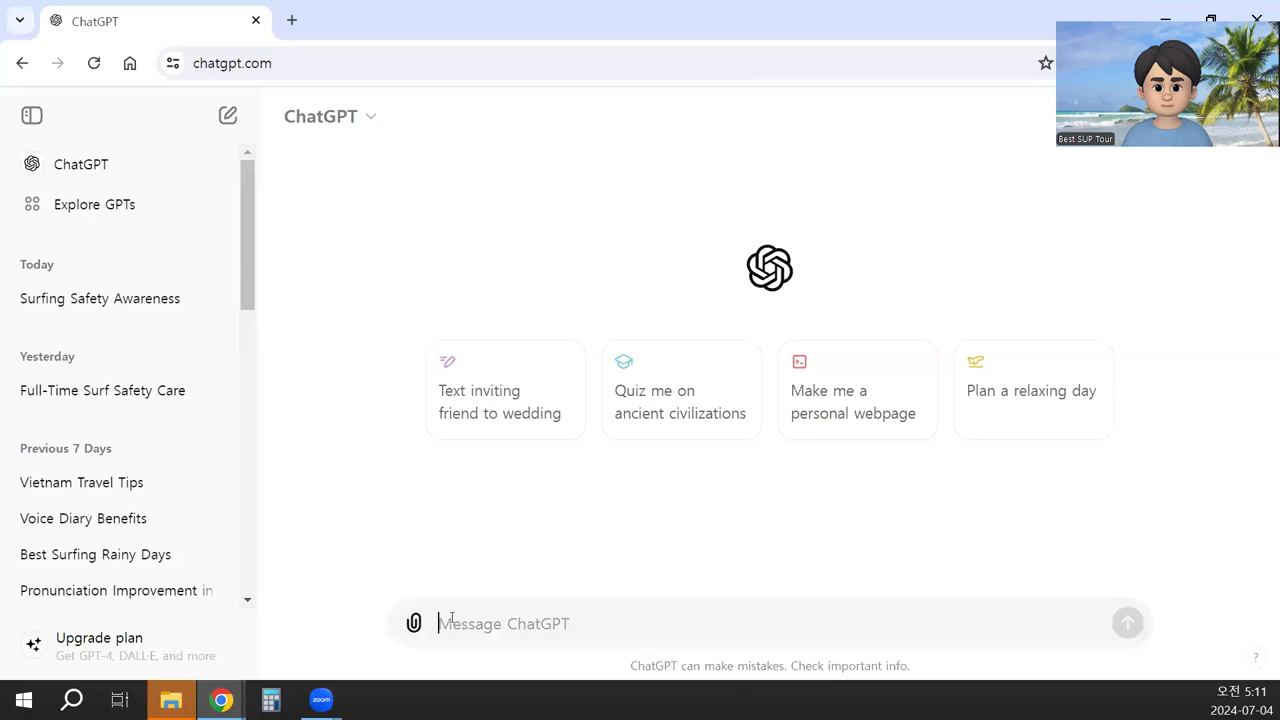 ChatGPT
chatgpt.com
Best SUP Tour
ChatGPT
ChatGPT
Explore GPTs
Today
Surfing Safety Awareness
Yesterday
Full-Time Surf Safety Care
Previous 7 Days
Vietnam Travel Tips
Voice Diary Benefits
Best Surfing Rainy Days
Pronunciation Improvement in
Upgrade plan
Get GPT-4, DALL·E, and more
Text inviting
friend to wedding
Quiz me on
ancient civilizations
Make me a
personal webpage
Plan a relaxing day
Message ChatGPT
ChatGPT can make mistakes. Check important info.
?
zoom
오전 5:11
2024-07-04